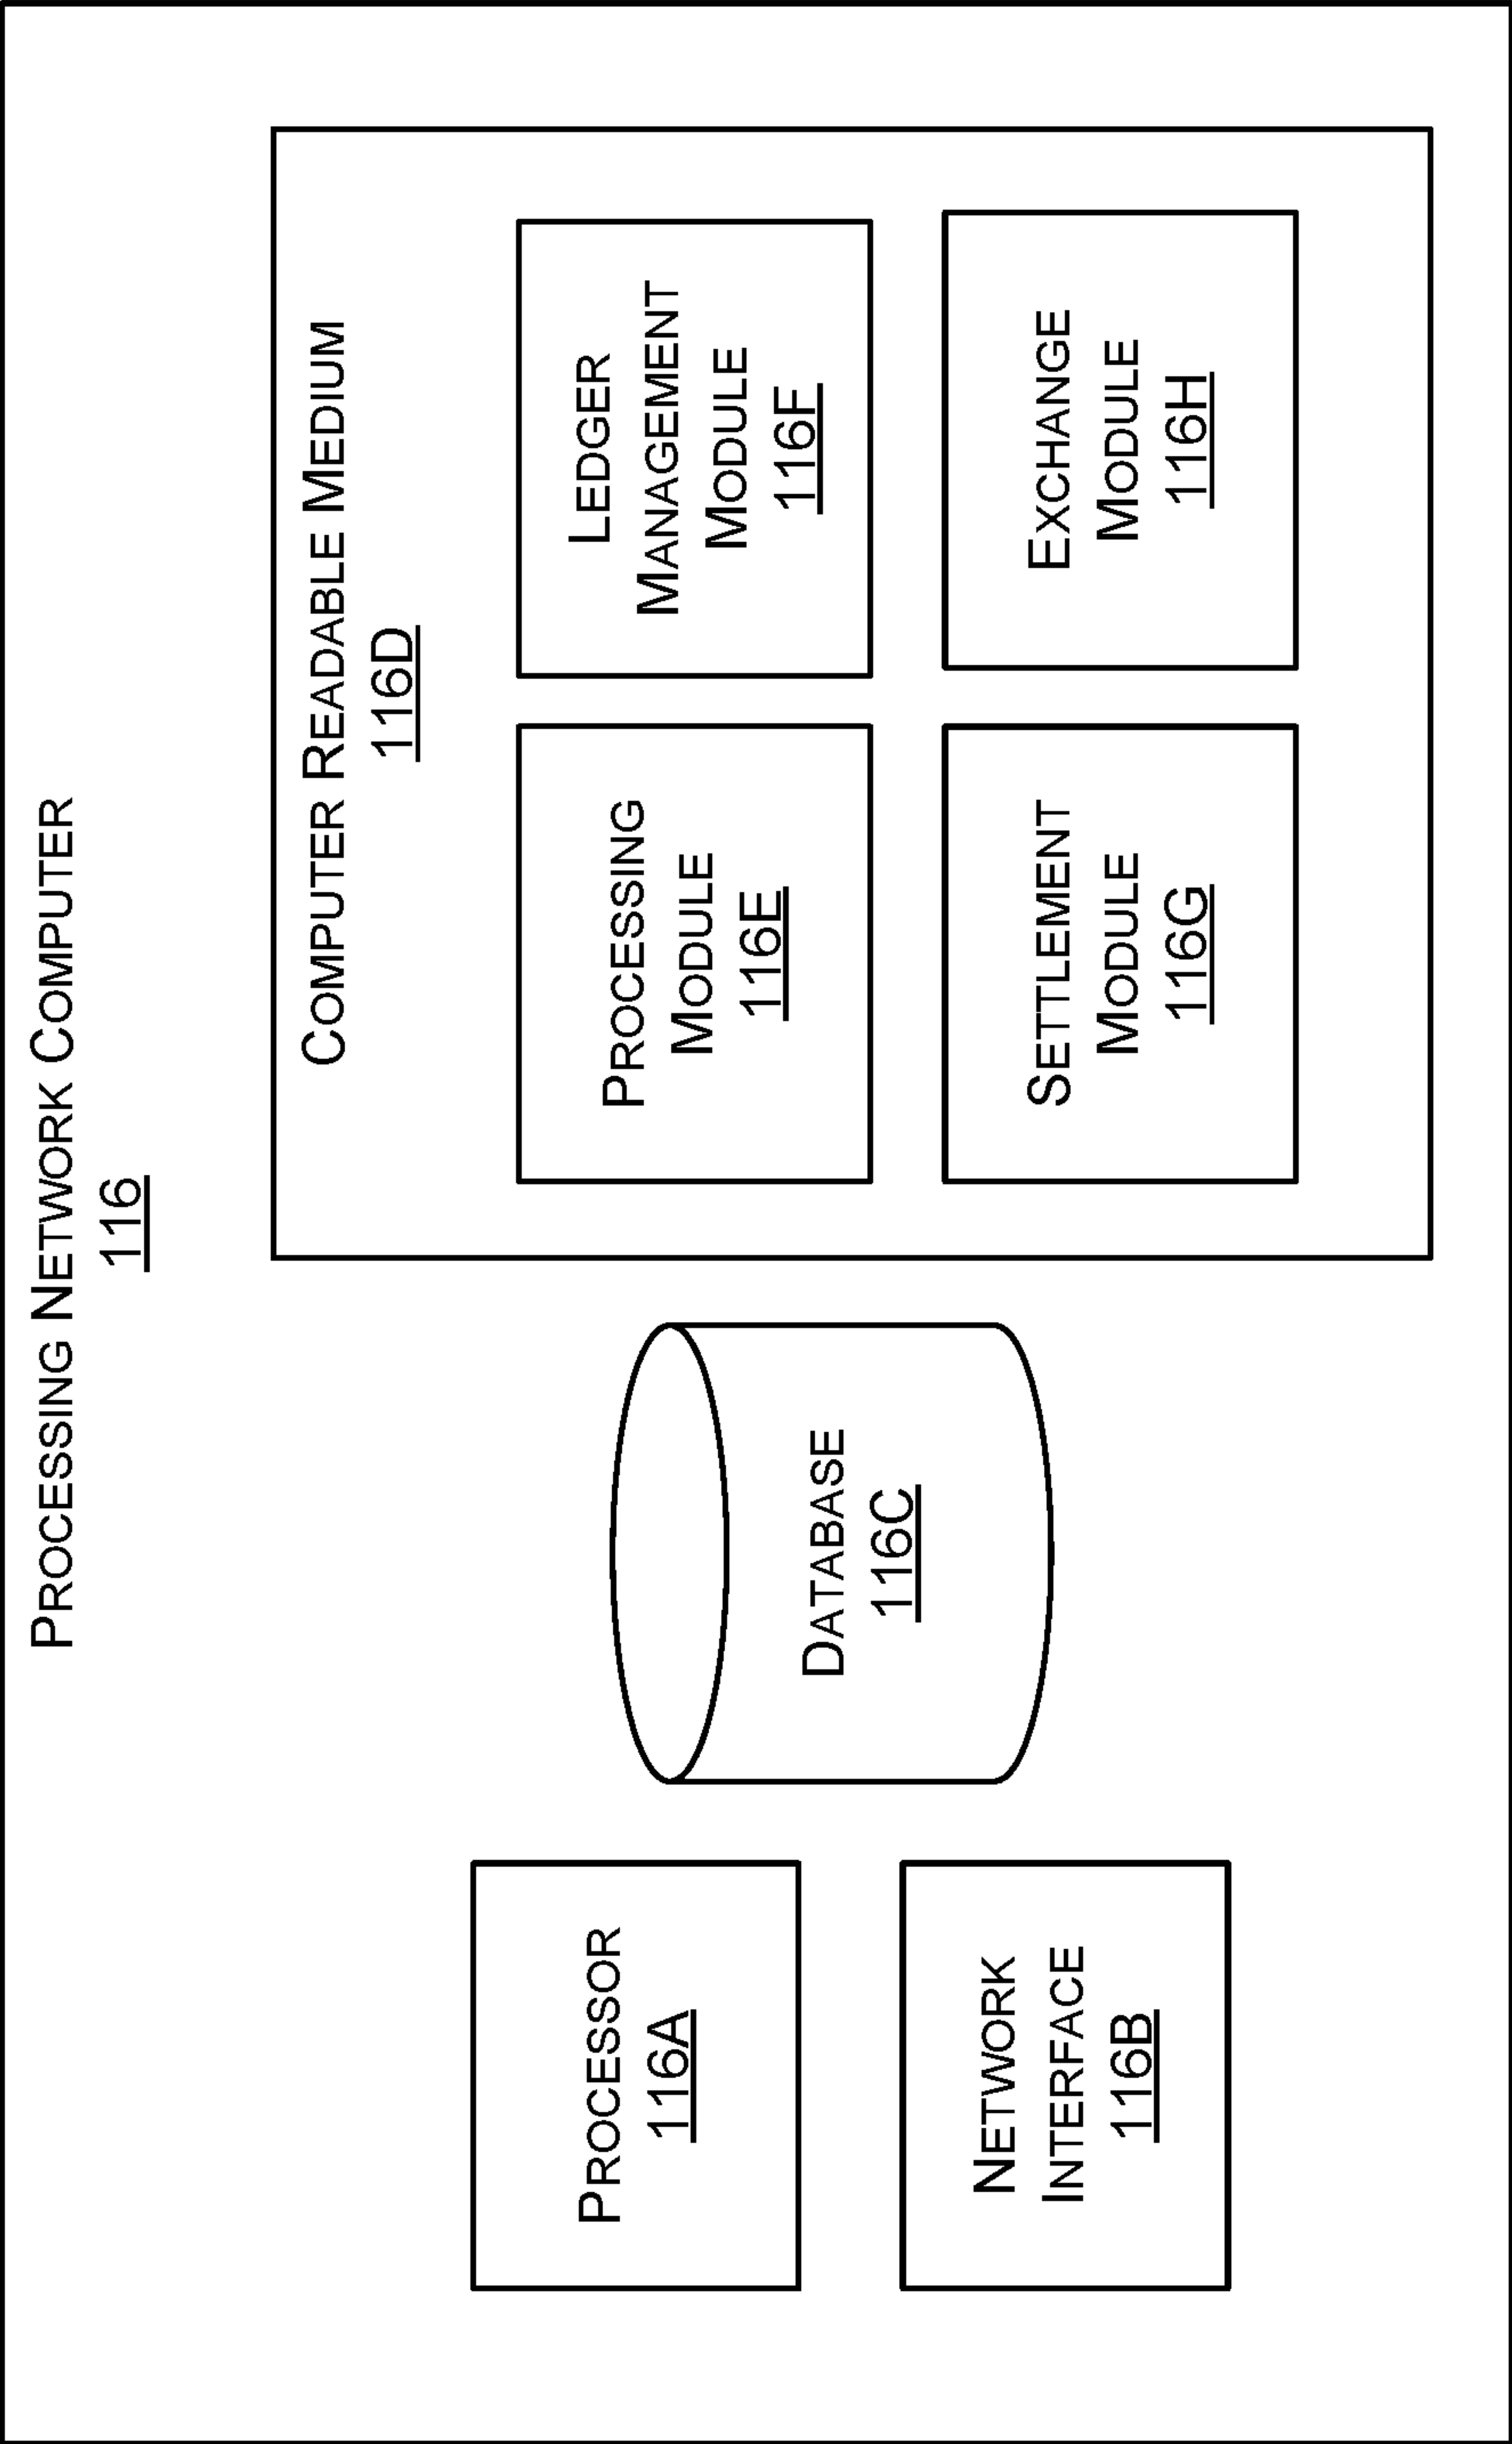 Processing Network Computer
116
Processor
116A
Network
Interface
116B
Database
116C
Computer Readable Medium
116D
Processing
Module
116E
Ledger
Management
Module
116F
Settlement
Module
116G
Exchange
Module
116H